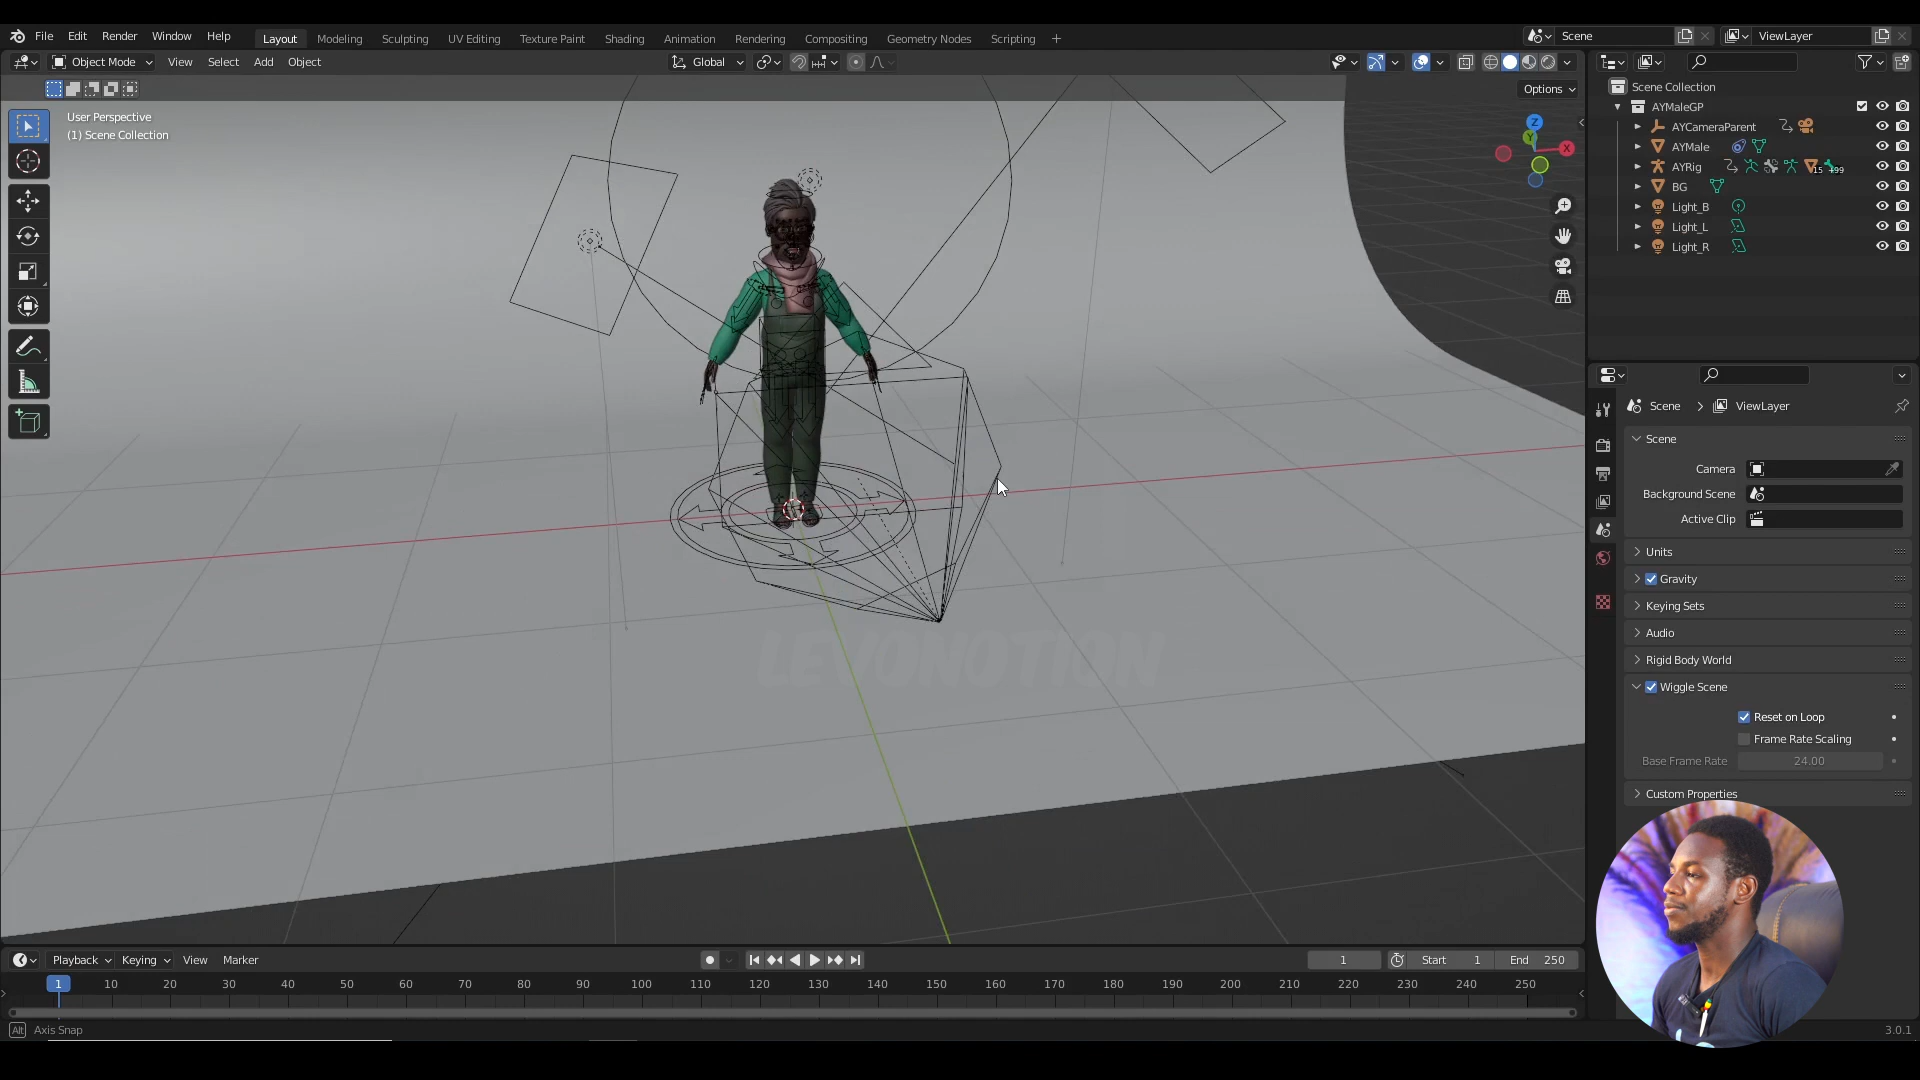 File Edit Render Window Help Layout Modeling Sculpting UV Editing Texture Paint Shading Animation Rendering Compositing Geometry Nodes Scripting + Scene ViewLayer
Object Mode View Select Add Object Global
Options
User Perspective
(1) Scene Collection
X
Y
Z
LEVONOTION
Scene Collection
AYMaleGP
AYCameraParent
AYMale
AYRig 15 +99
BG
Light_B
Light_L
Light_R
Scene > ViewLayer
Scene
Camera
Background Scene
Active Clip
Units
Gravity
Keying Sets
Audio
Rigid Body World
Wiggle Scene
Reset on Loop
Frame Rate Scaling
Base Frame Rate 24.00
Custom Properties
Playback Keying View Marker 1 Start 1 End 250
1 10 20 30 40 50 60 70 80 90 100 110 120 130 140 150 160 170 180 190 200 210 220 230 240 250
Alt Axis Snap
3.0.1